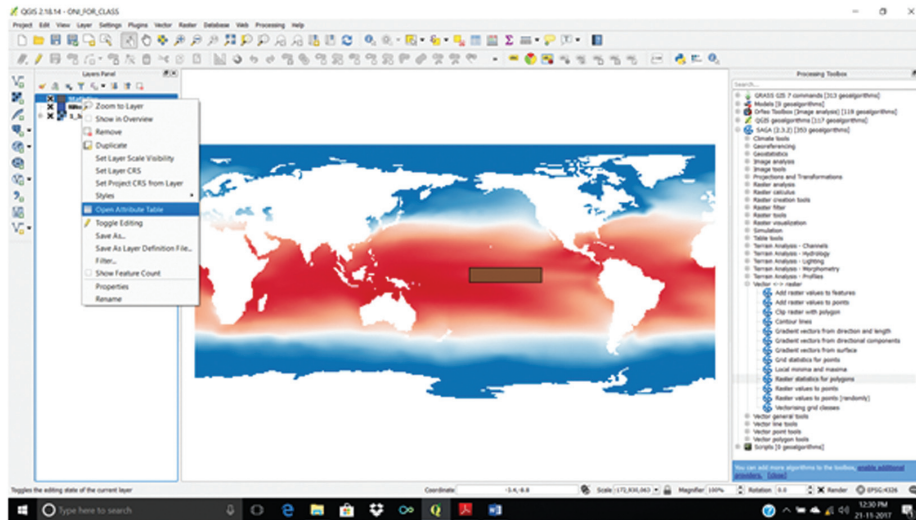 QGIS 2.18.14 - ONI_FOR_CLASS
Project Edit View Layer Settings Plugins Vector Raster Database Web Processing Help
Layers Panel
Zoom to Layer
Show in Overview
Remove
Duplicate
Set Layer Scale Visibility
Set Layer CRS
Set Project CRS from Layer
Styles
Open Attribute Table
Toggle Editing
Save As...
Save As Layer Definition File...
Filter...
Show Feature Count
Properties
Rename
Processing Toolbox
Search...
GRASS GIS 7 commands [313 geoalgorithms]
Models [0 geoalgorithms]
Orfeo Toolbox (Image analysis) [119 geoalgorithms]
QGIS geoalgorithms [117 geoalgorithms]
SAGA (2.3.2) [353 geoalgorithms]
Climate tools
Georeferencing
Geostatistics
Image analysis
Image tools
Projections and Transformations
Raster analysis
Raster calculus
Raster creation tools
Raster filter
Raster tools
Raster visualization
Simulation
Table tools
Terrain Analysis - Channels
Terrain Analysis - Hydrology
Terrain Analysis - Lighting
Terrain Analysis - Morphometry
Terrain Analysis - Profiles
Vector <-> raster
Add raster values to features
Add raster values to points
Clip raster with polygon
Contour lines
Gradient vectors from direction and length
Gradient vectors from directional components
Gradient vectors from surface
Grid statistics for points
Local minima and maxima
Raster statistics for polygons
Raster values to points
Raster values to points [randomly]
Vectorising grid classes
Vector general tools
Vector line tools
Vector point tools
Vector polygon tools
Scripts [0 geoalgorithms]
You can add more algorithms to the toolbox, enable additional providers. [close]
Toggles the editing state of the current layer
Coordinate
Scale
Magnifier 100%
Rotation 0.0
Render
EPSG:4326
Type here to search
12:30 PM
21-11-2017